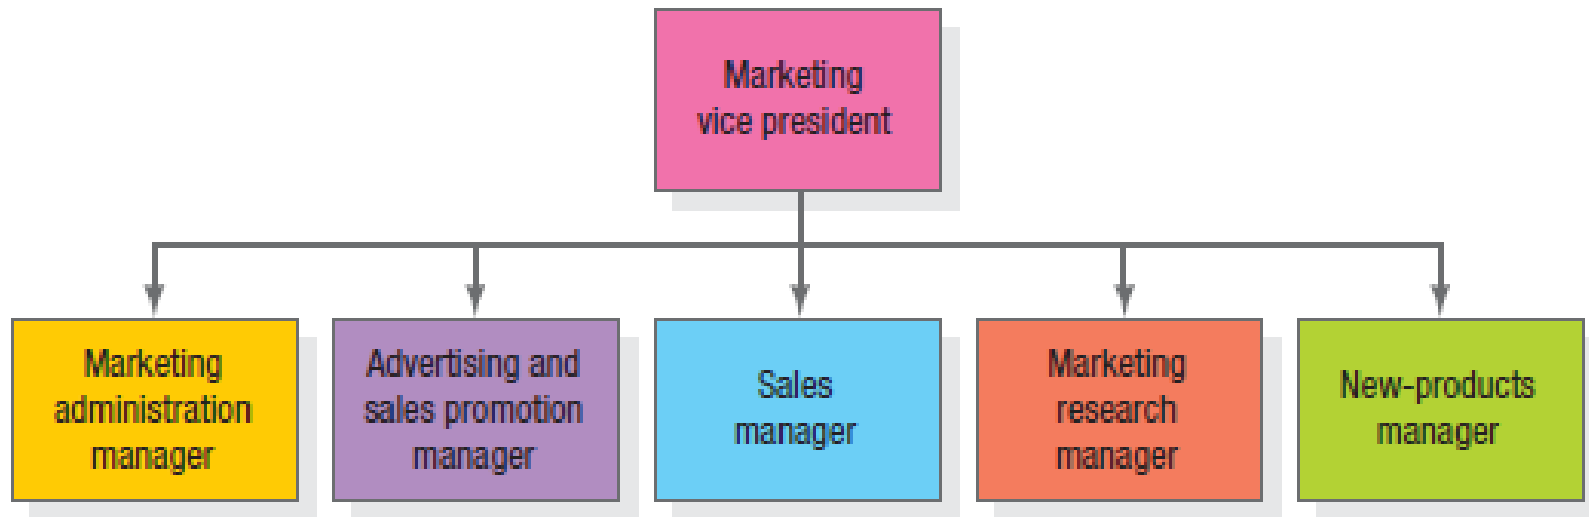 Marketing
vice president
Marketing
administration
manager
Advertising and
sales promotion
manager
Sales
manager
Marketing
research
manager
New-products
manager